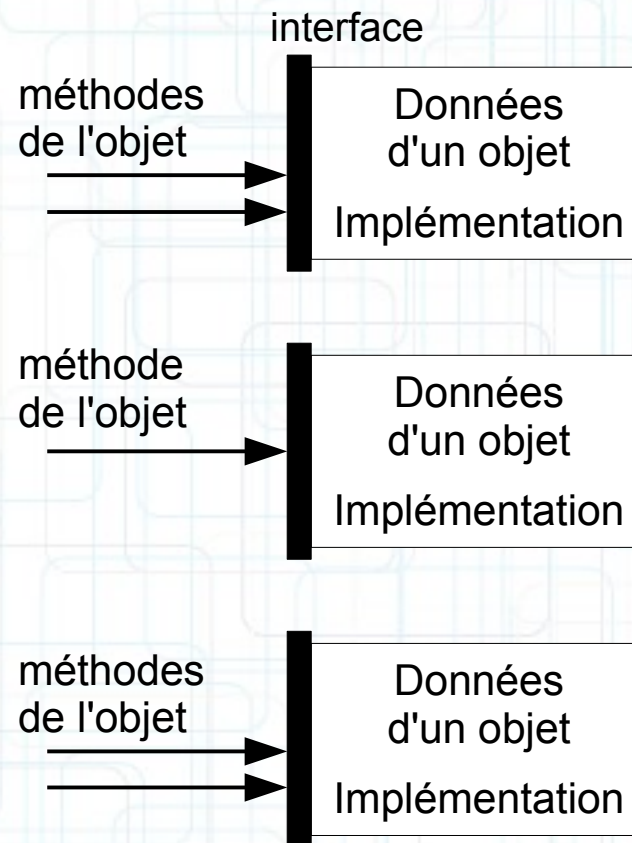 interface
méthodes
de l'objet
Données
d'un objet
Implémentation
méthode
de l'objet
Données
d'un objet
Implémentation
méthodes
de l'objet
Données
d'un objet
Implémentation